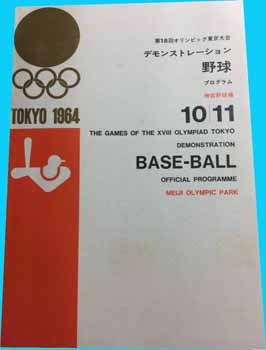 第18回オリンピック東京大会
デモンストレーション
野球
プログラム
神宮野球場
10|11
TOKYO 1964
THE GAMES OF THE XVIII OLYMPIAD TOKYO
DEMONSTRATION
BASE-BALL
OFFICIAL PROGRAMME
MEIJI OLYMPIC PARK